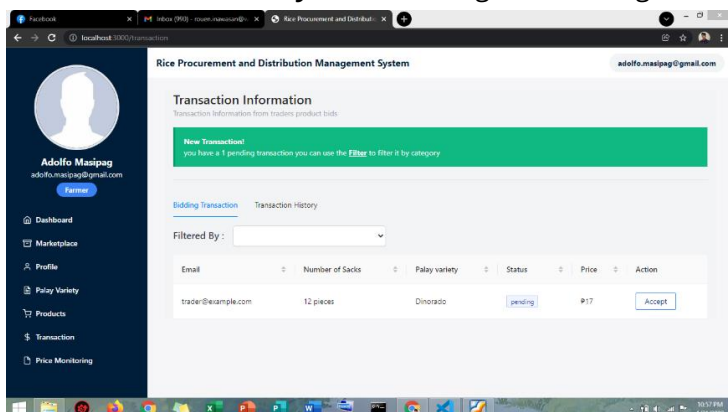 Facebook
Inbox (990) - rouen.nawasan@
Rice Procurement and Distributi
localhost:3000/transaction
Rice Procurement and Distribution Management System
adolfo.masipag@gmail.com
Adolfo Masipag
adolfo.masipag@gmail.com
Farmer
Dashboard
Marketplace
Profile
Palay Variety
Products
Transaction
Price Monitoring
Transaction Information
Transaction Information from traders product bids
New Transaction!
you have a 1 pending transaction you can use the Filter to filter it by category
Bidding Transaction Transaction History
Filtered By :
Email Number of Sacks Palay variety Status Price Action
trader@example.com 12 pieces Dinorado pending ₱17 Accept
10:57 PM